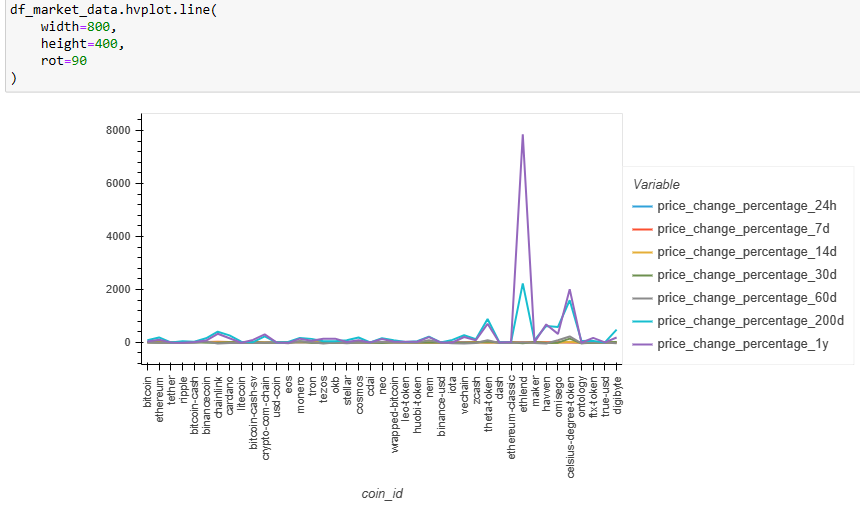 df_market_data.hvplot.line(
    width=800,
    height=400,
    rot=90
)
8000
6000
4000
2000
0
Variable
price_change_percentage_24h
price_change_percentage_7d
price_change_percentage_14d
price_change_percentage_30d
price_change_percentage_60d
price_change_percentage_200d
price_change_percentage_1y
bitcoin
ethereum
tether
ripple
bitcoin-cash
binancecoin
chainlink
cardano
litecoin
bitcoin-cash-sv
crypto-com-chain
usd-coin
eos
monero
tron
tezos
okb
stellar
cosmos
cdai
neo
wrapped-bitcoin
leo-token
huobi-token
nem
binance-usd
iota
vechain
zcash
theta-token
dash
ethereum-classic
ethlend
maker
havven
omisego
celsius-degree-token
ontology
ftx-token
true-usd
digibyte
coin_id